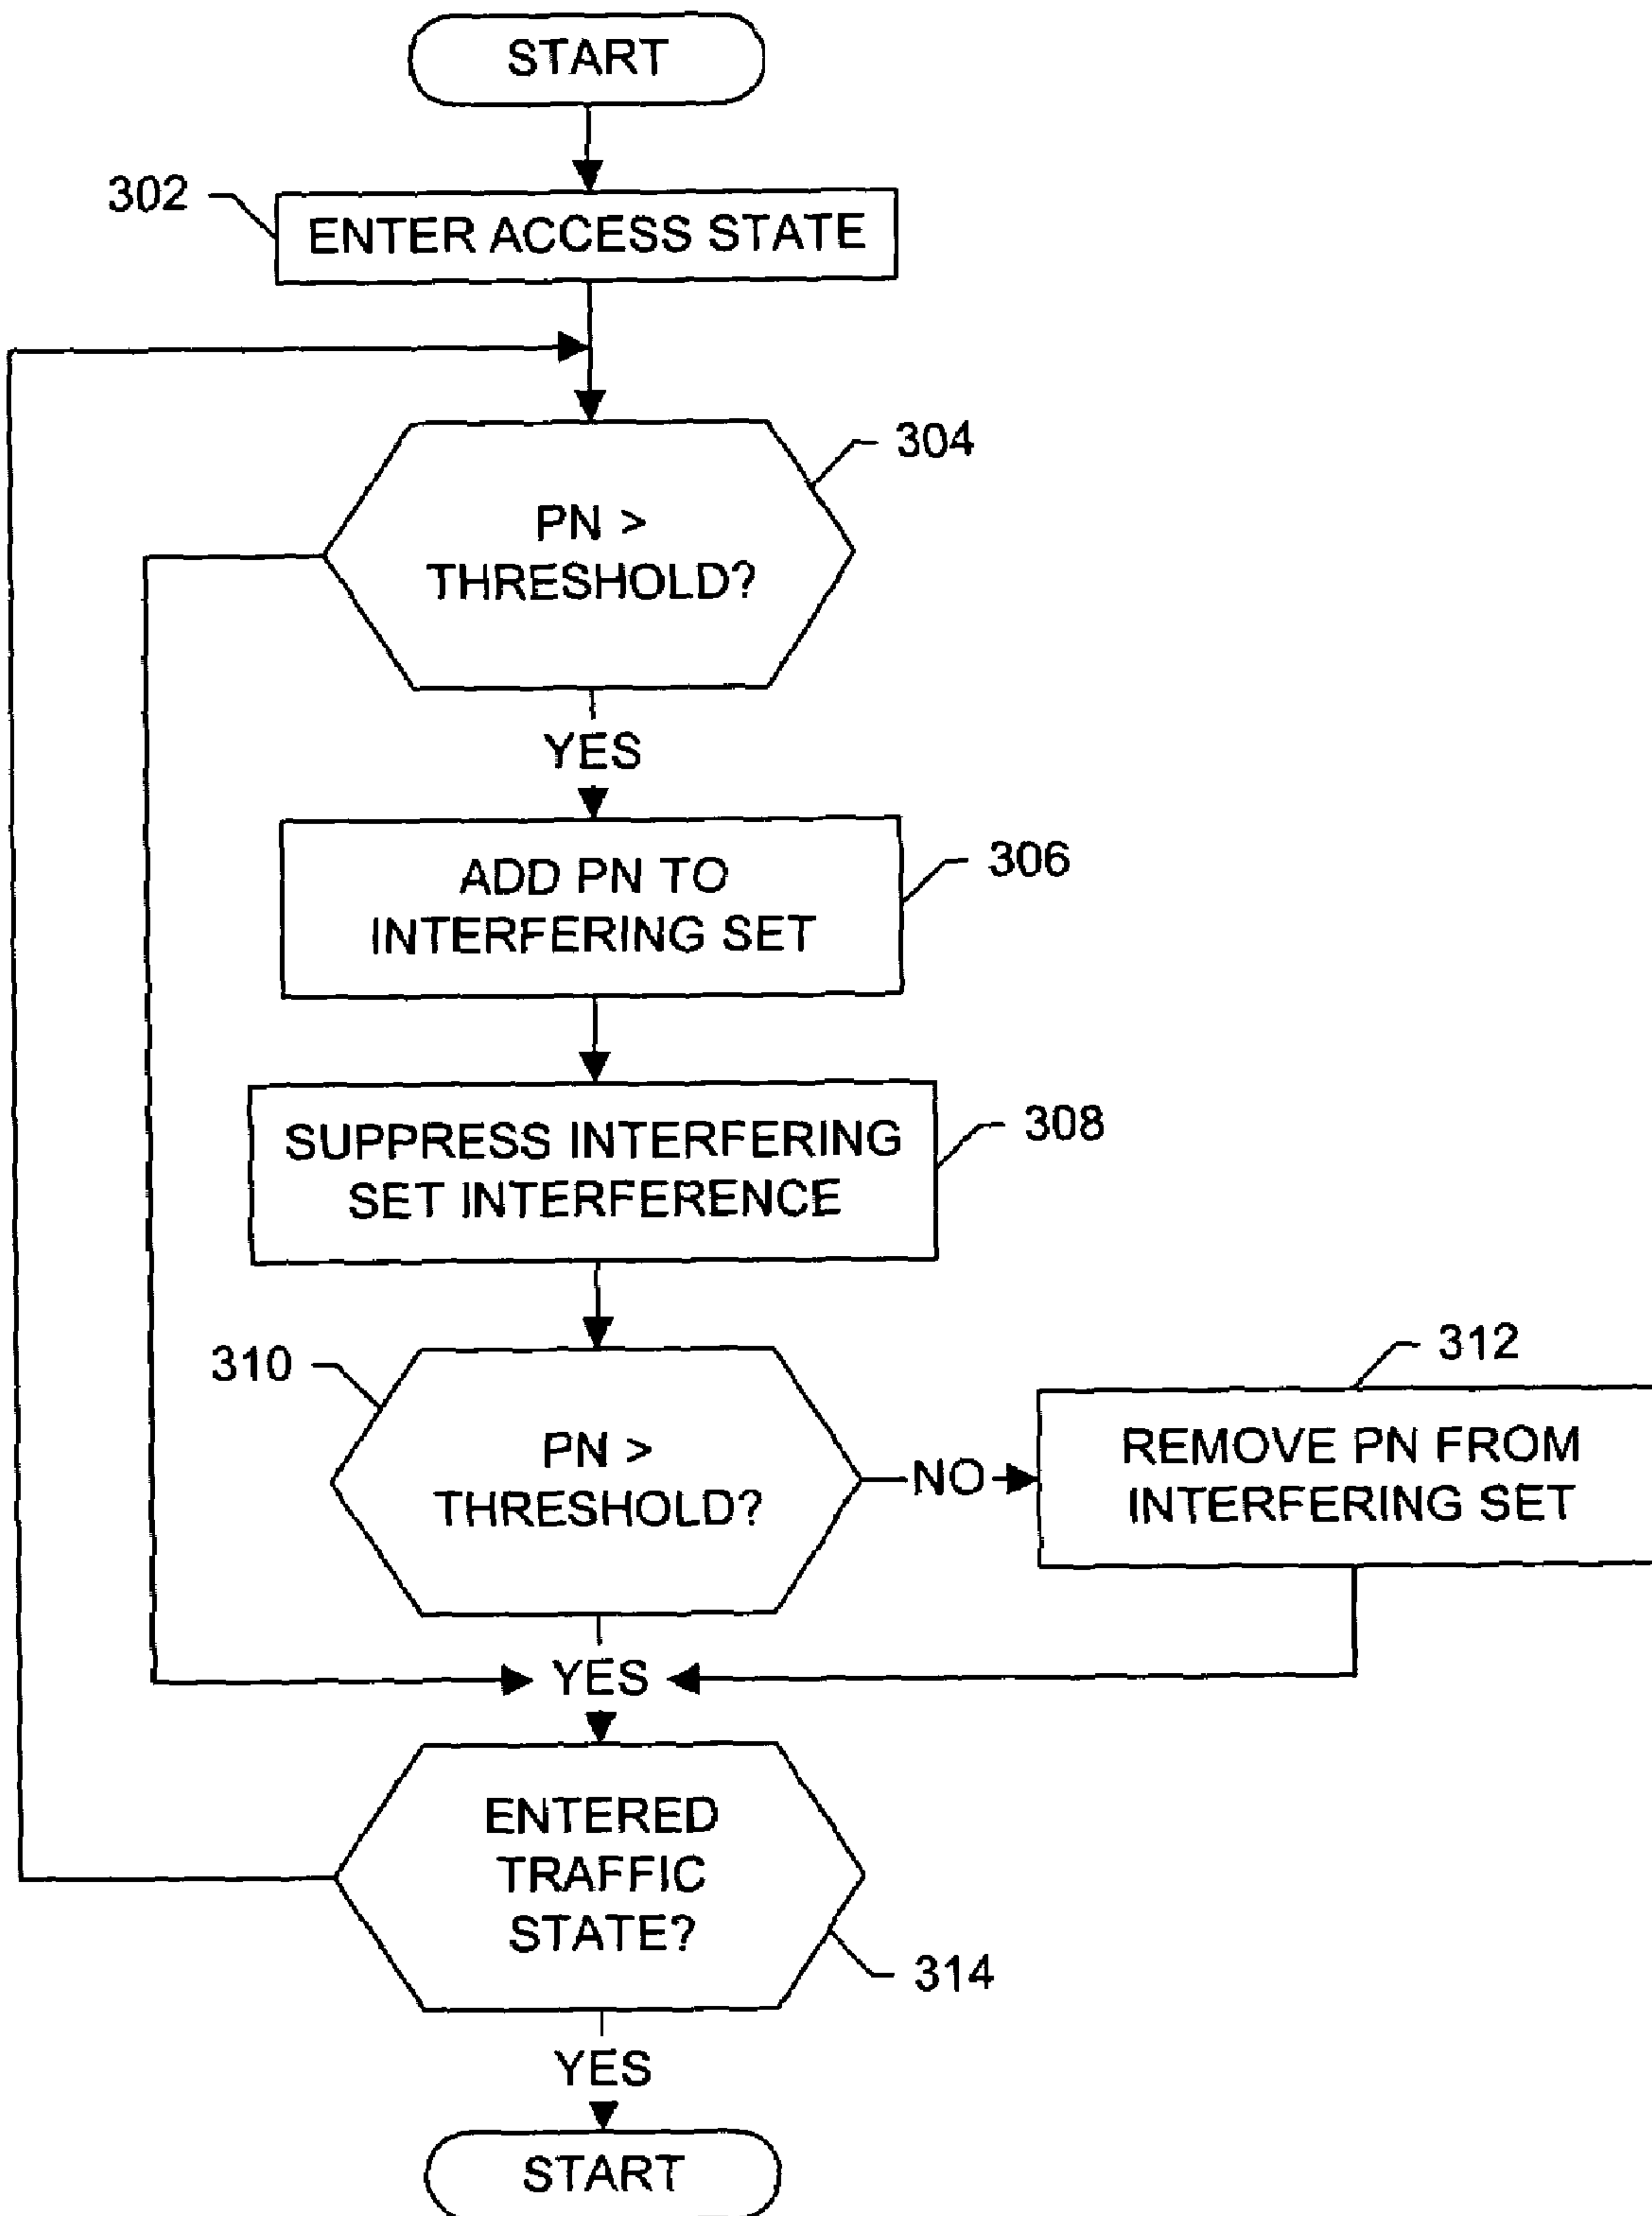 START
302
ENTER ACCESS STATE
304
PN >
THRESHOLD?
YES
ADD PN TO
INTERFERING SET
306
SUPPRESS INTERFERING
SET INTERFERENCE
308
310
PN >
THRESHOLD?
NO
312
REMOVE PN FROM
INTERFERING SET
YES
ENTERED
TRAFFIC
STATE?
314
YES
START